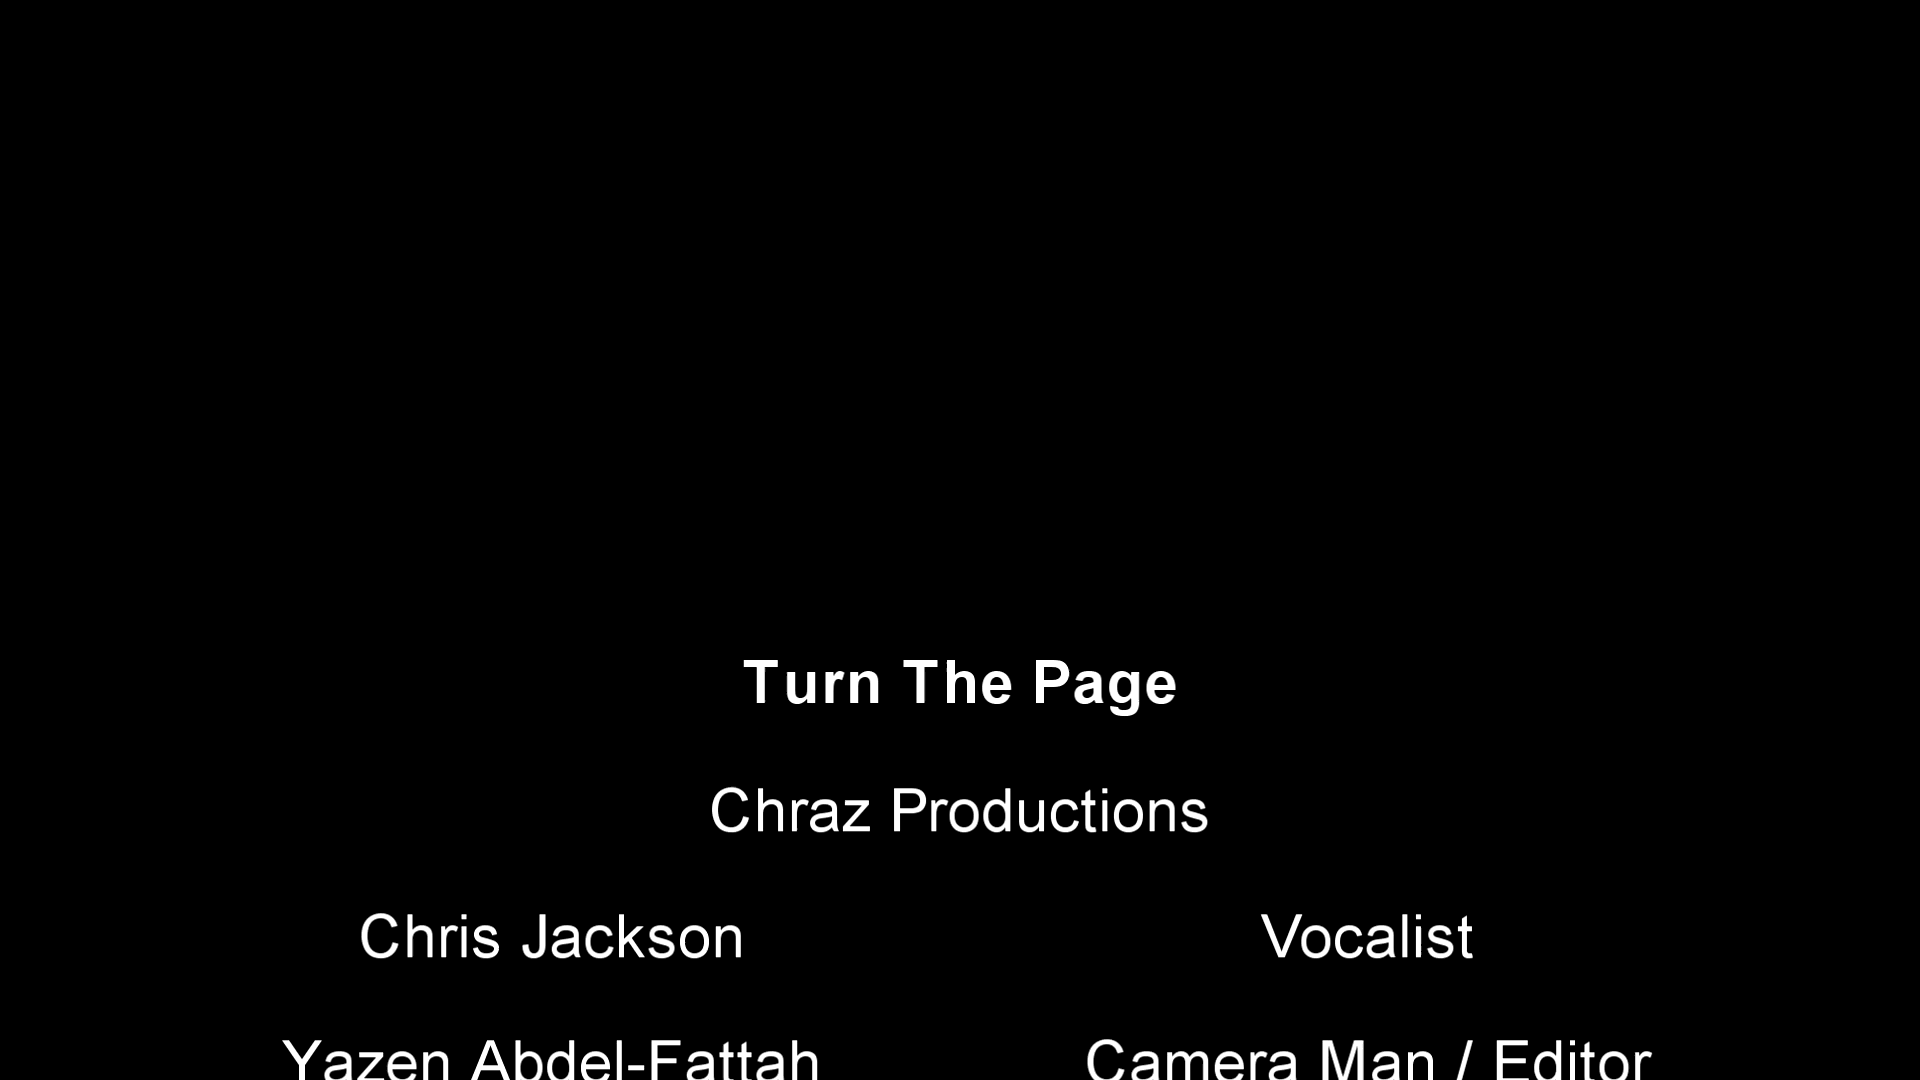 Turn The Page
Chraz Productions
Chris Jackson Vocalist
Yazen Abdel-Fattah Camera Man / Editor